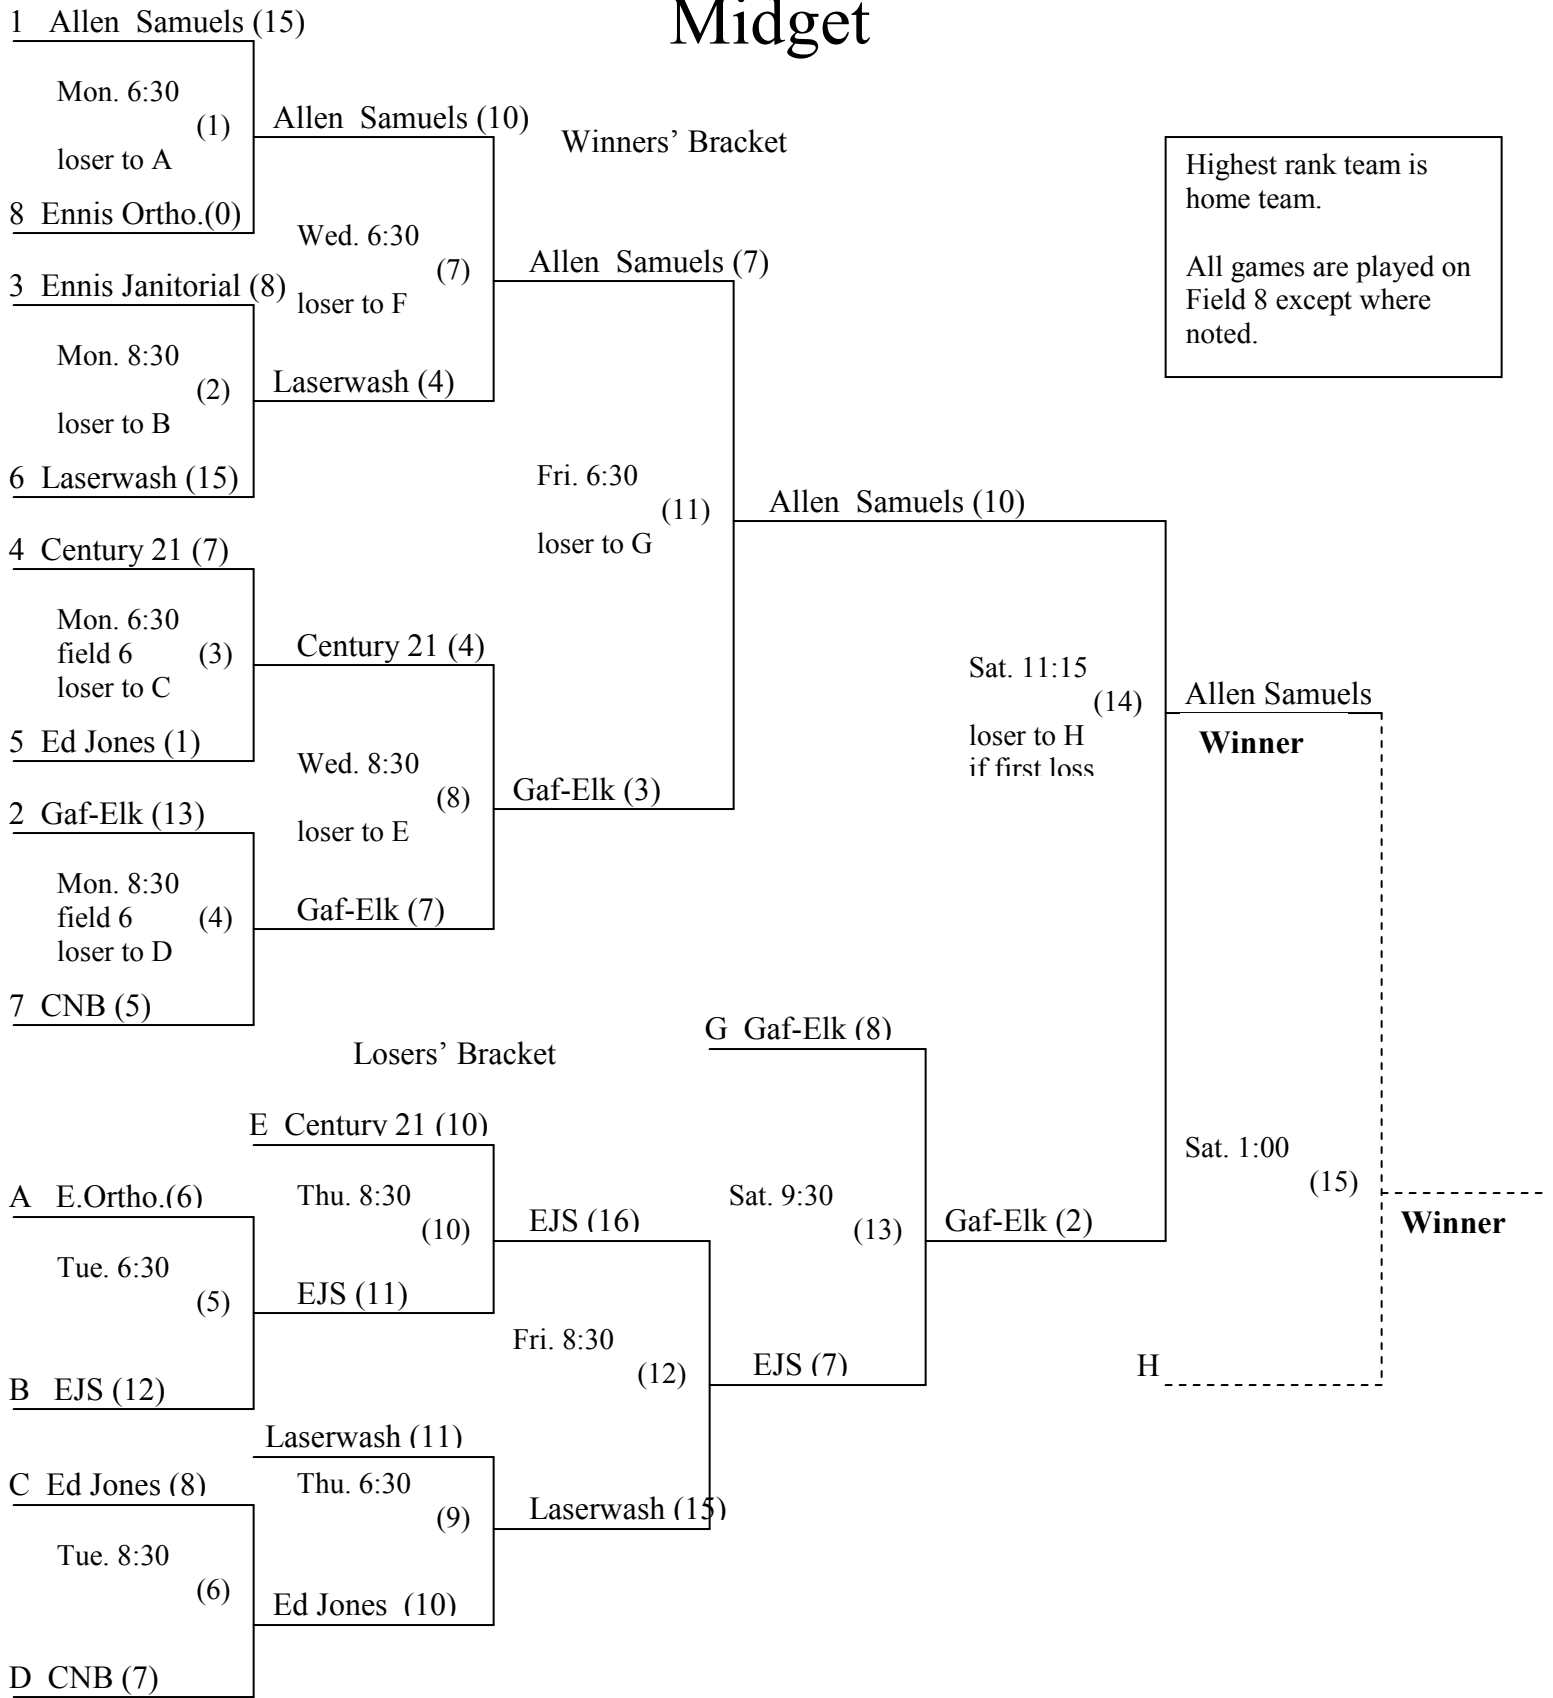 Midget
1 Allen Samuels (15)
Mon. 6:30
(1)
loser to A
8 Ennis Ortho.(0)
3 Ennis Janitorial (8)
Mon. 8:30
(2)
loser to B
6 Laserwash (15)
4 Century 21 (7)
Mon. 6:30
field 6 (3)
loser to C
5 Ed Jones (1)
2 Gaf-Elk (13)
Mon. 8:30
field 6 (4)
loser to D
7 CNB (5)
Allen Samuels (10)
Wed. 6:30
(7)
loser to F
Laserwash (4)
Century 21 (4)
Wed. 8:30
(8)
loser to E
Gaf-Elk (7)
Winners’ Bracket
Allen Samuels (7)
Fri. 6:30
(11)
loser to G
Gaf-Elk (3)
Allen Samuels (10)
Sat. 11:15
(14)
loser to H
if first loss
Allen Samuels
Winner
Highest rank team is
home team.
All games are played on
Field 8 except where
noted.
Losers’ Bracket
A E.Ortho.(6)
Tue. 6:30
(5)
B EJS (12)
C Ed Jones (8)
Tue. 8:30
(6)
D CNB (7)
E Century 21 (10)
Thu. 8:30
(10)
EJS (11)
Laserwash (11)
Thu. 6:30
(9)
Ed Jones (10)
EJS (16)
Fri. 8:30
(12)
Laserwash (15)
G Gaf-Elk (8)
Sat. 9:30
(13)
EJS (7)
Gaf-Elk (2)
Sat. 1:00
(15)
H
Winner